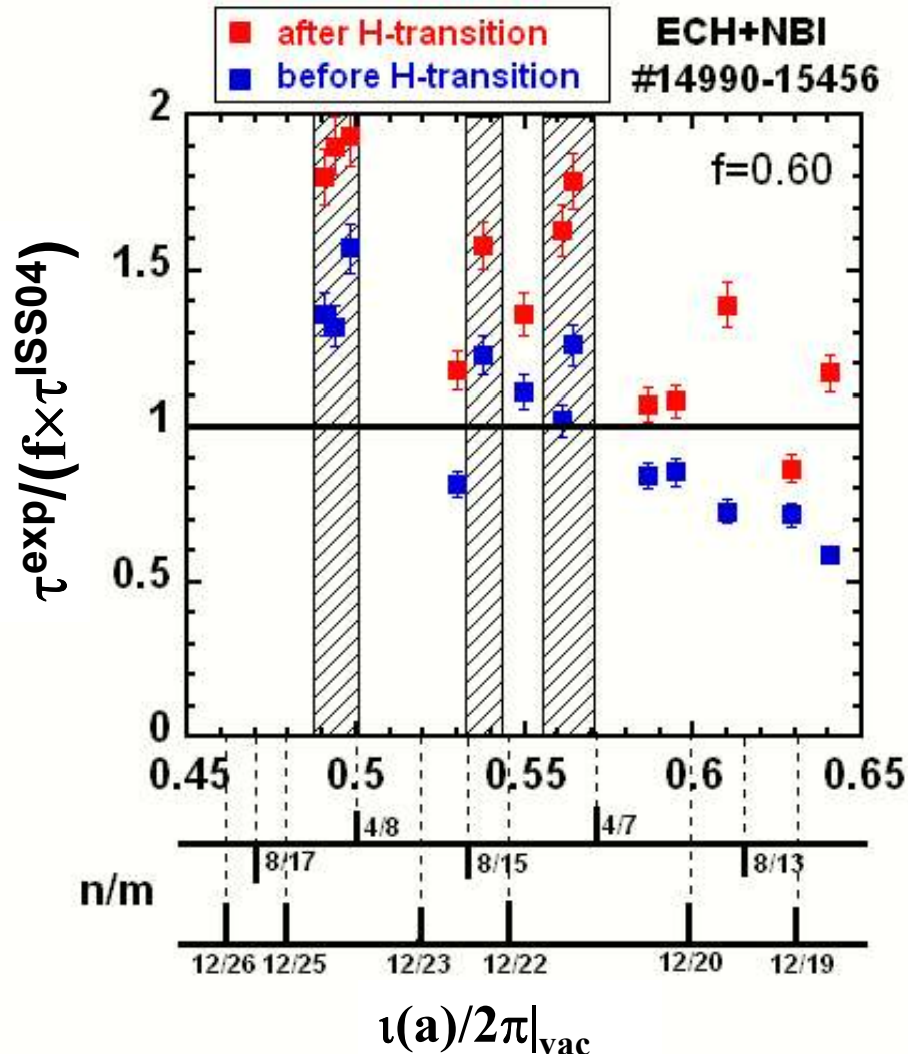 after H-transition
before H-transition
ECH+NBI
#14990-15456
f=0.60
τexp/(f×τISS04)
2
1.5
1
0.5
0
0.45 0.5 0.55 0.6 0.65
4/8 4/7
8/17 8/15 8/13
n/m
12/26 12/25 12/23 12/22 12/20 12/19
ι(a)/2π|vac